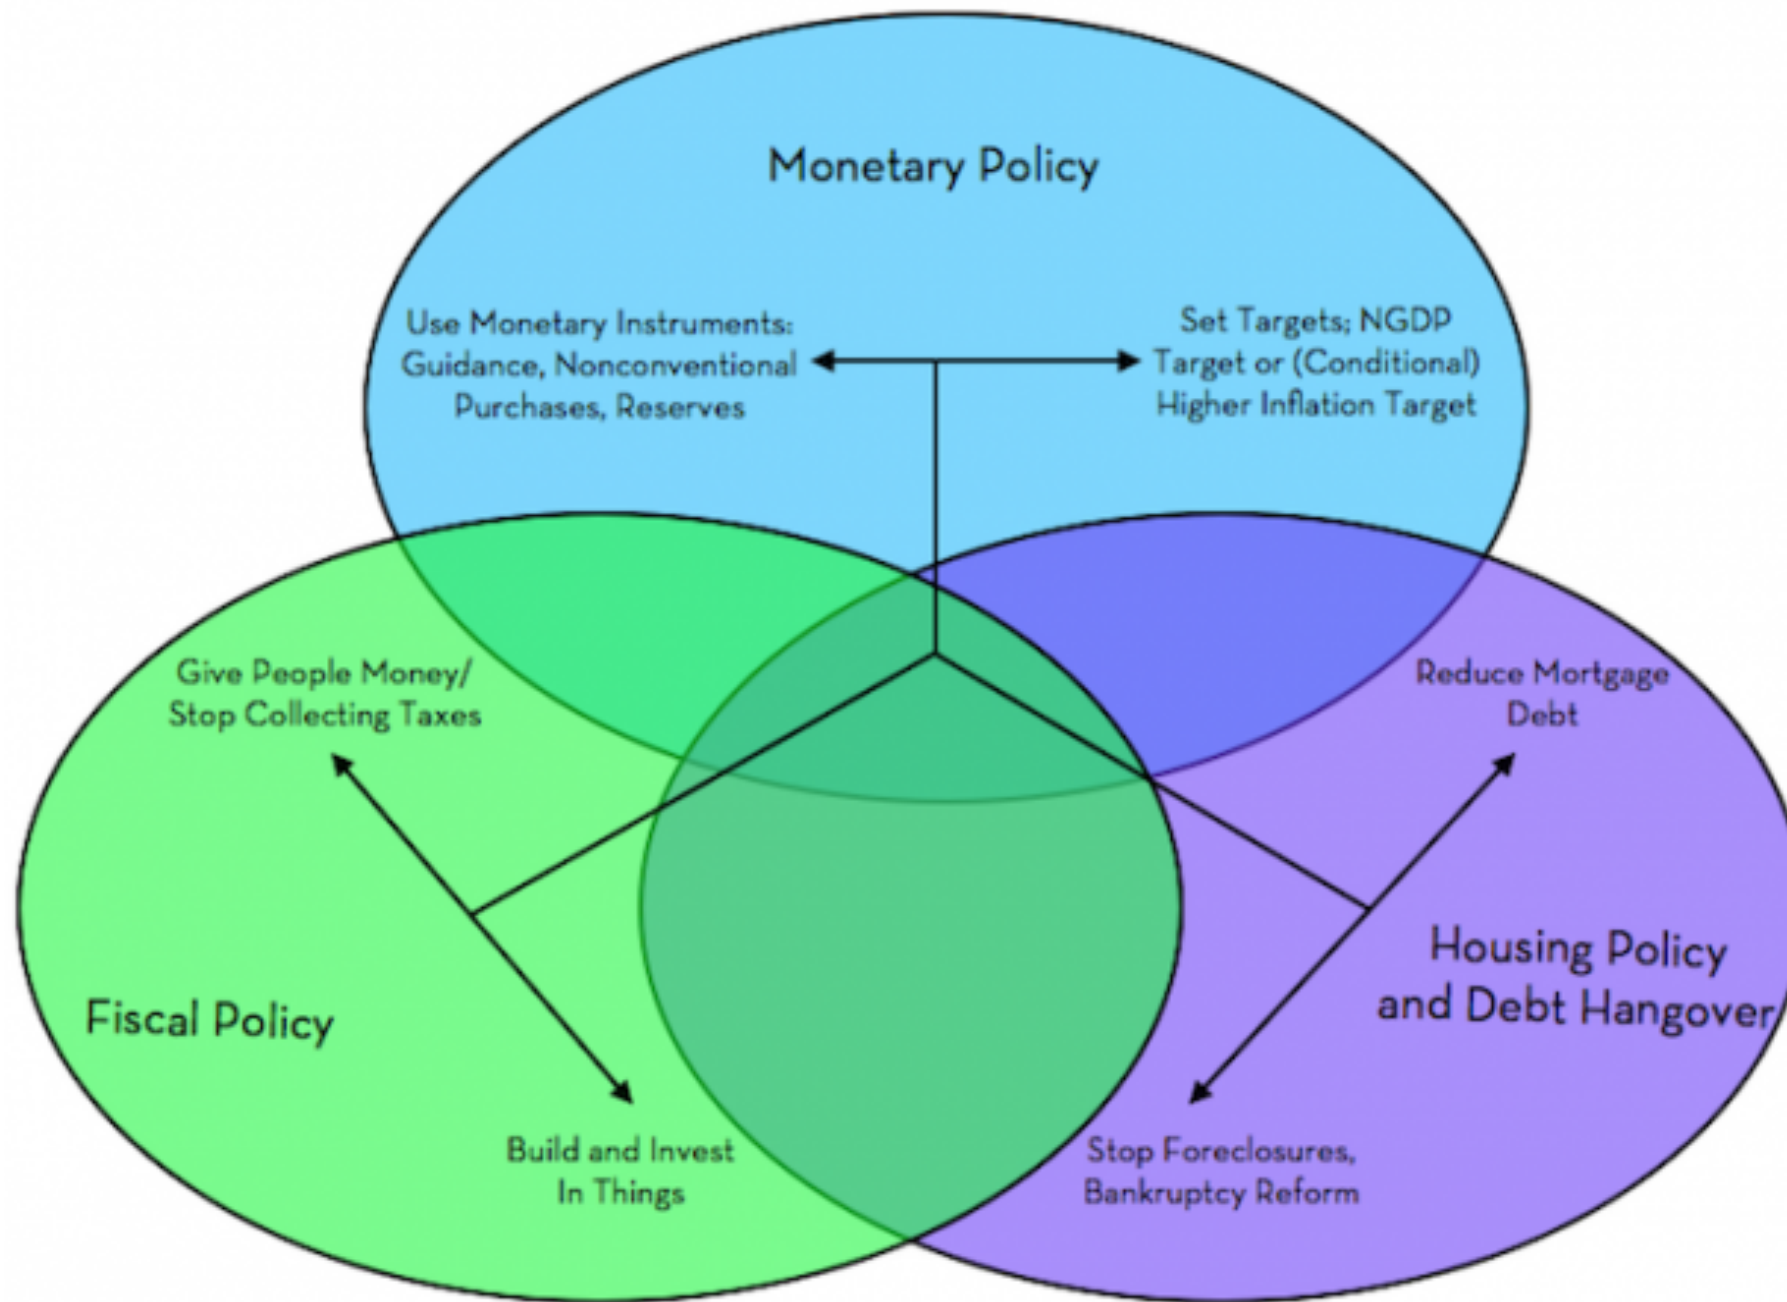 Monetary Policy
Use Monetary Instruments:
Guidance, Nonconventional
Purchases, Reserves
Set Targets; NGDP
Target or (Conditional)
Higher Inflation Target
Give People Money/
Stop Collecting Taxes
Reduce Mortgage
Debt
Fiscal Policy
Housing Policy
and Debt Hangover
Build and Invest
In Things
Stop Foreclosures,
Bankruptcy Reform